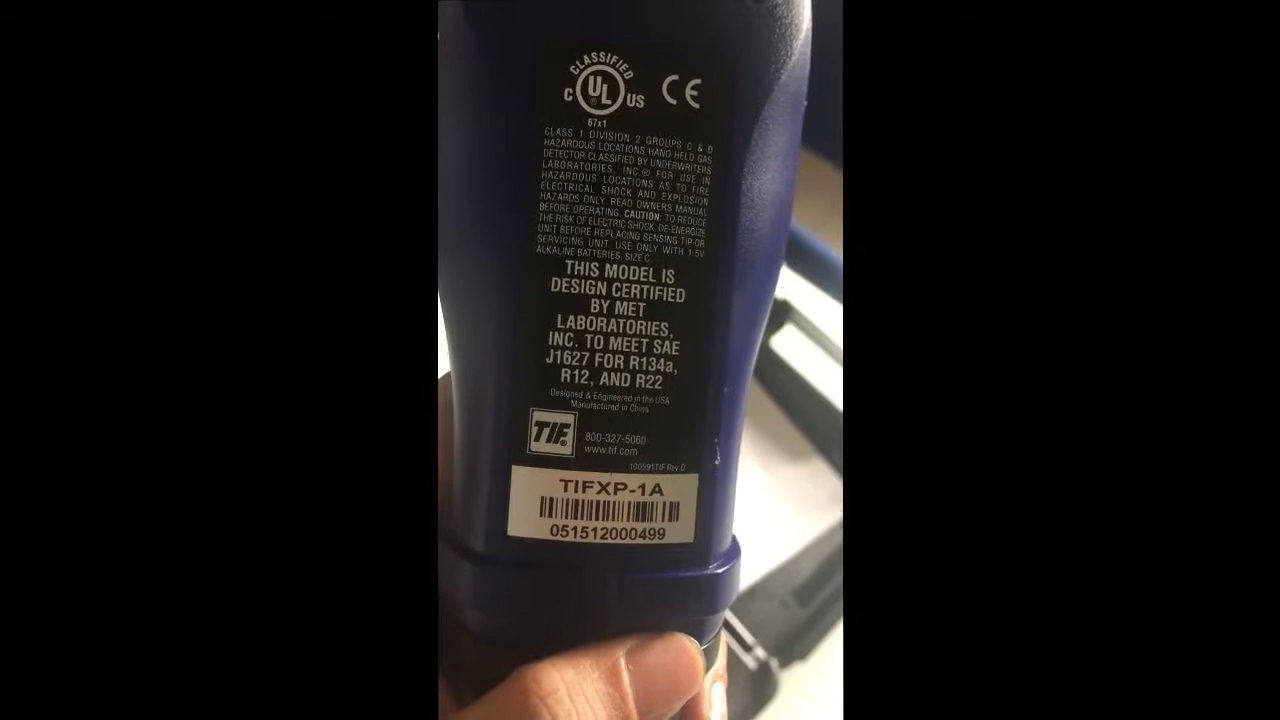 CLASSIFIED
C UL® US CE
67x1
CLASS 1 DIVISION 2 GROUPS C & D
HAZARDOUS LOCATIONS HAND HELD GAS
DETECTOR CLASSIFIED BY UNDERWRITERS
LABORATORIES, INC.® FOR USE IN
HAZARDOUS LOCATIONS AS TO FIRE
ELECTRICAL SHOCK AND EXPLOSION
HAZARDS ONLY. READ OWNERS MANUAL
BEFORE OPERATING. CAUTION: TO REDUCE
THE RISK OF ELECTRIC SHOCK, DE-ENERGIZE
UNIT BEFORE REPLACING SENSING TIP OR
SERVICING UNIT. USE ONLY WITH 1.5V
ALKALINE BATTERIES, SIZE C.
THIS MODEL IS
DESIGN CERTIFIED
BY MET
LABORATORIES,
INC. TO MEET SAE
J1627 FOR R134a,
R12, AND R22
Designed & Engineered in the USA
Manufactured in China
TIF®
800-327-5060
www.tif.com
100591TIF Rev D
TIFXP-1A
051512000499